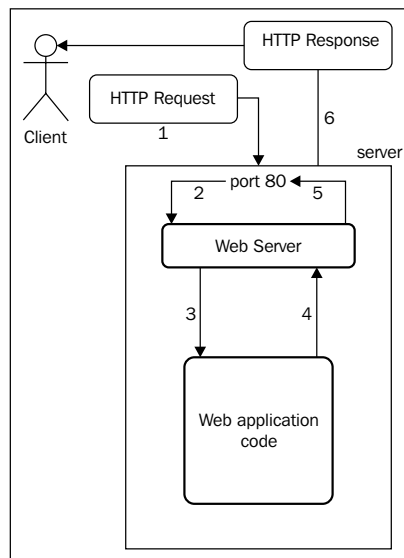 HTTP Response
HTTP Request
Client
1
6
server
2 port 80 5
Web Server
3
4
Web application
code